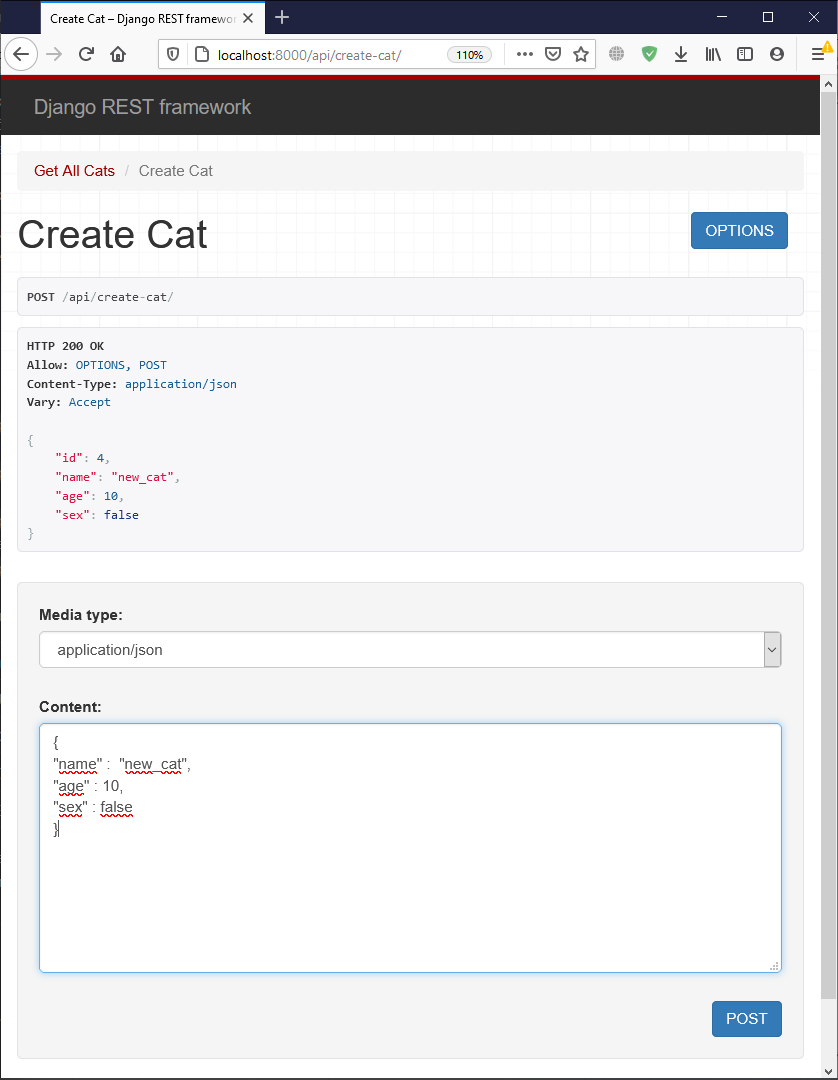 Create Cat – Django REST framewor
localhost:8000/api/create-cat/ 110%
Django REST framework
Get All Cats / Create Cat
Create Cat OPTIONS
POST /api/create-cat/
HTTP 200 OK
Allow: OPTIONS, POST
Content-Type: application/json
Vary: Accept
{
"id": 4,
"name": "new_cat",
"age": 10,
"sex": false
}
Media type:
application/json
Content:
{
"name" : "new_cat",
"age" : 10,
"sex" : false
}
POST